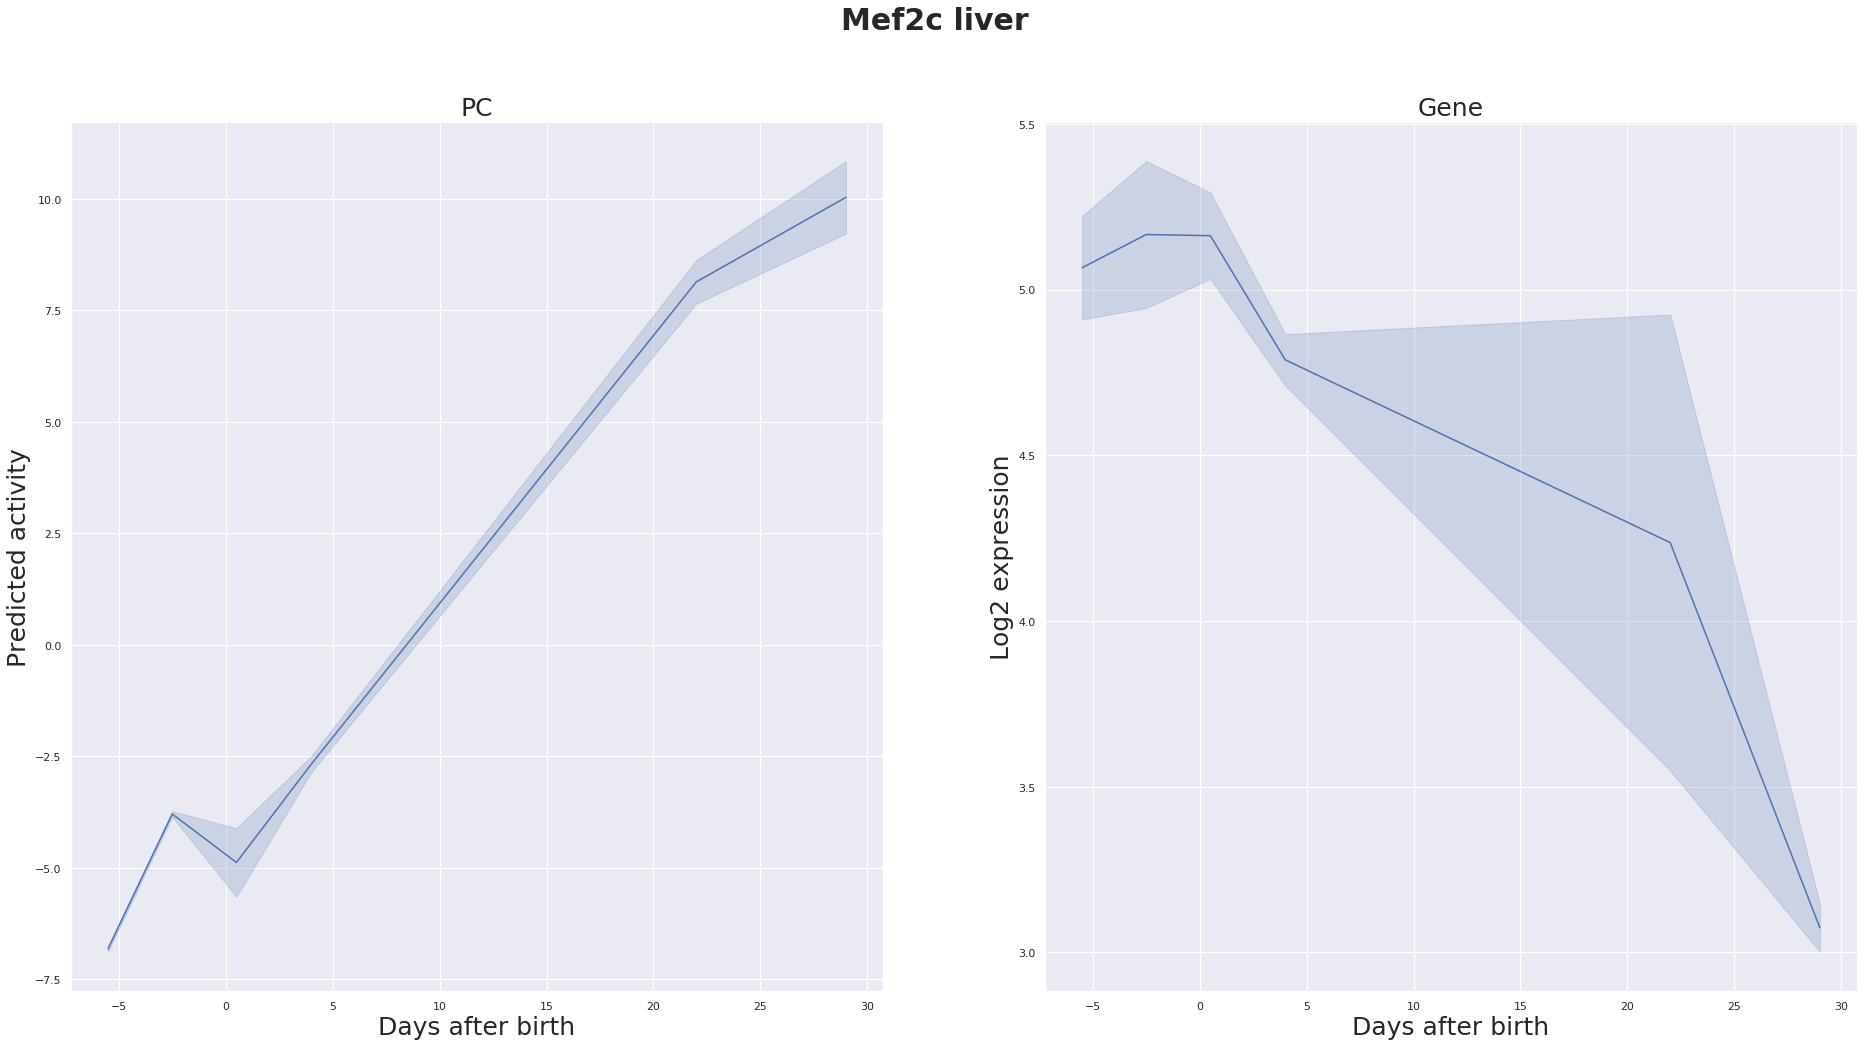 Mef2c liver
PC
Predicted activity
10.0
7.5
5.0
2.5
0.0
−2.5
−5.0
−7.5
−5 0 5 10 15 20 25 30
Days after birth
Gene
Log2 expression
5.5
5.0
4.5
4.0
3.5
3.0
−5 0 5 10 15 20 25 30
Days after birth